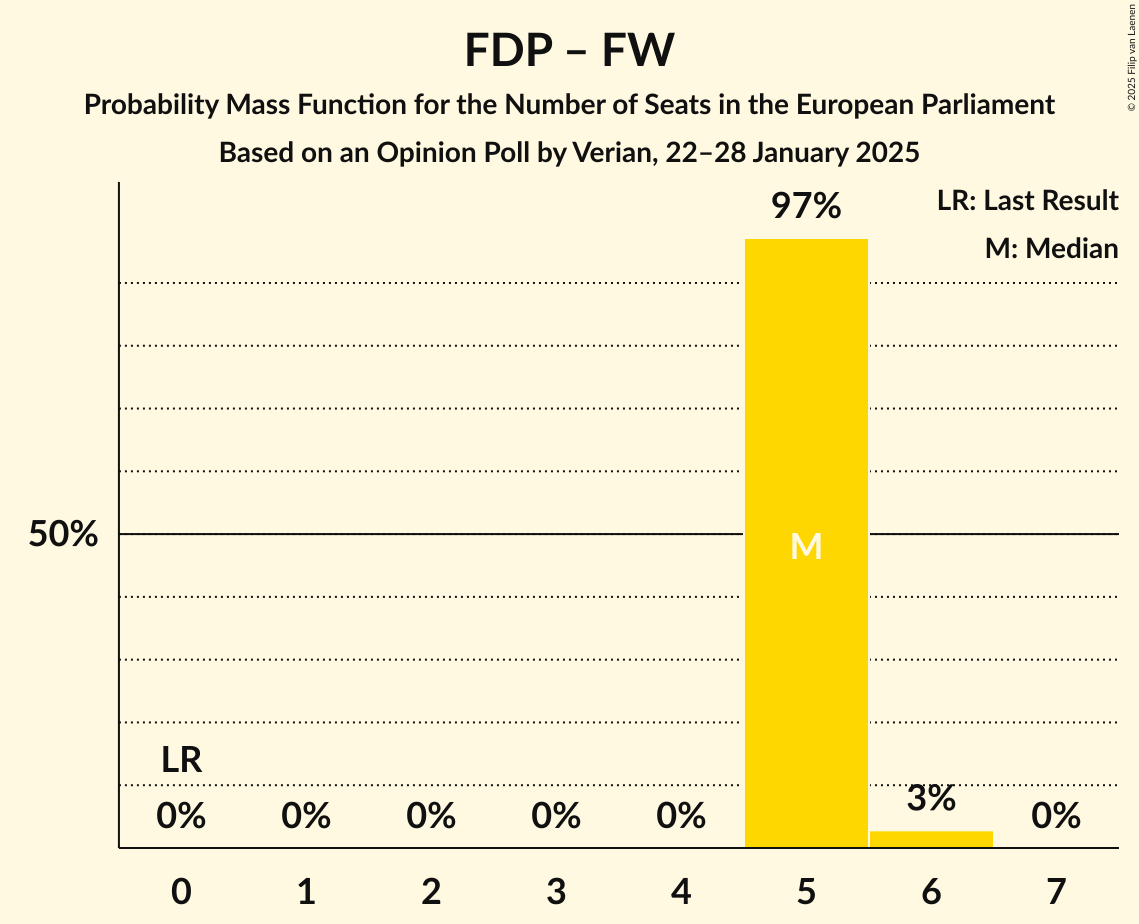 FDP – FW
Probability Mass Function for the Number of Seats in the European Parliament
Based on an Opinion Poll by Verian, 22–28 January 2025
© 2025 Filip van Laenen
LR: Last Result
M: Median
97%
50%
M
LR
0%
0%
0%
0%
0%
3%
0%
0
1
2
3
4
5
6
7